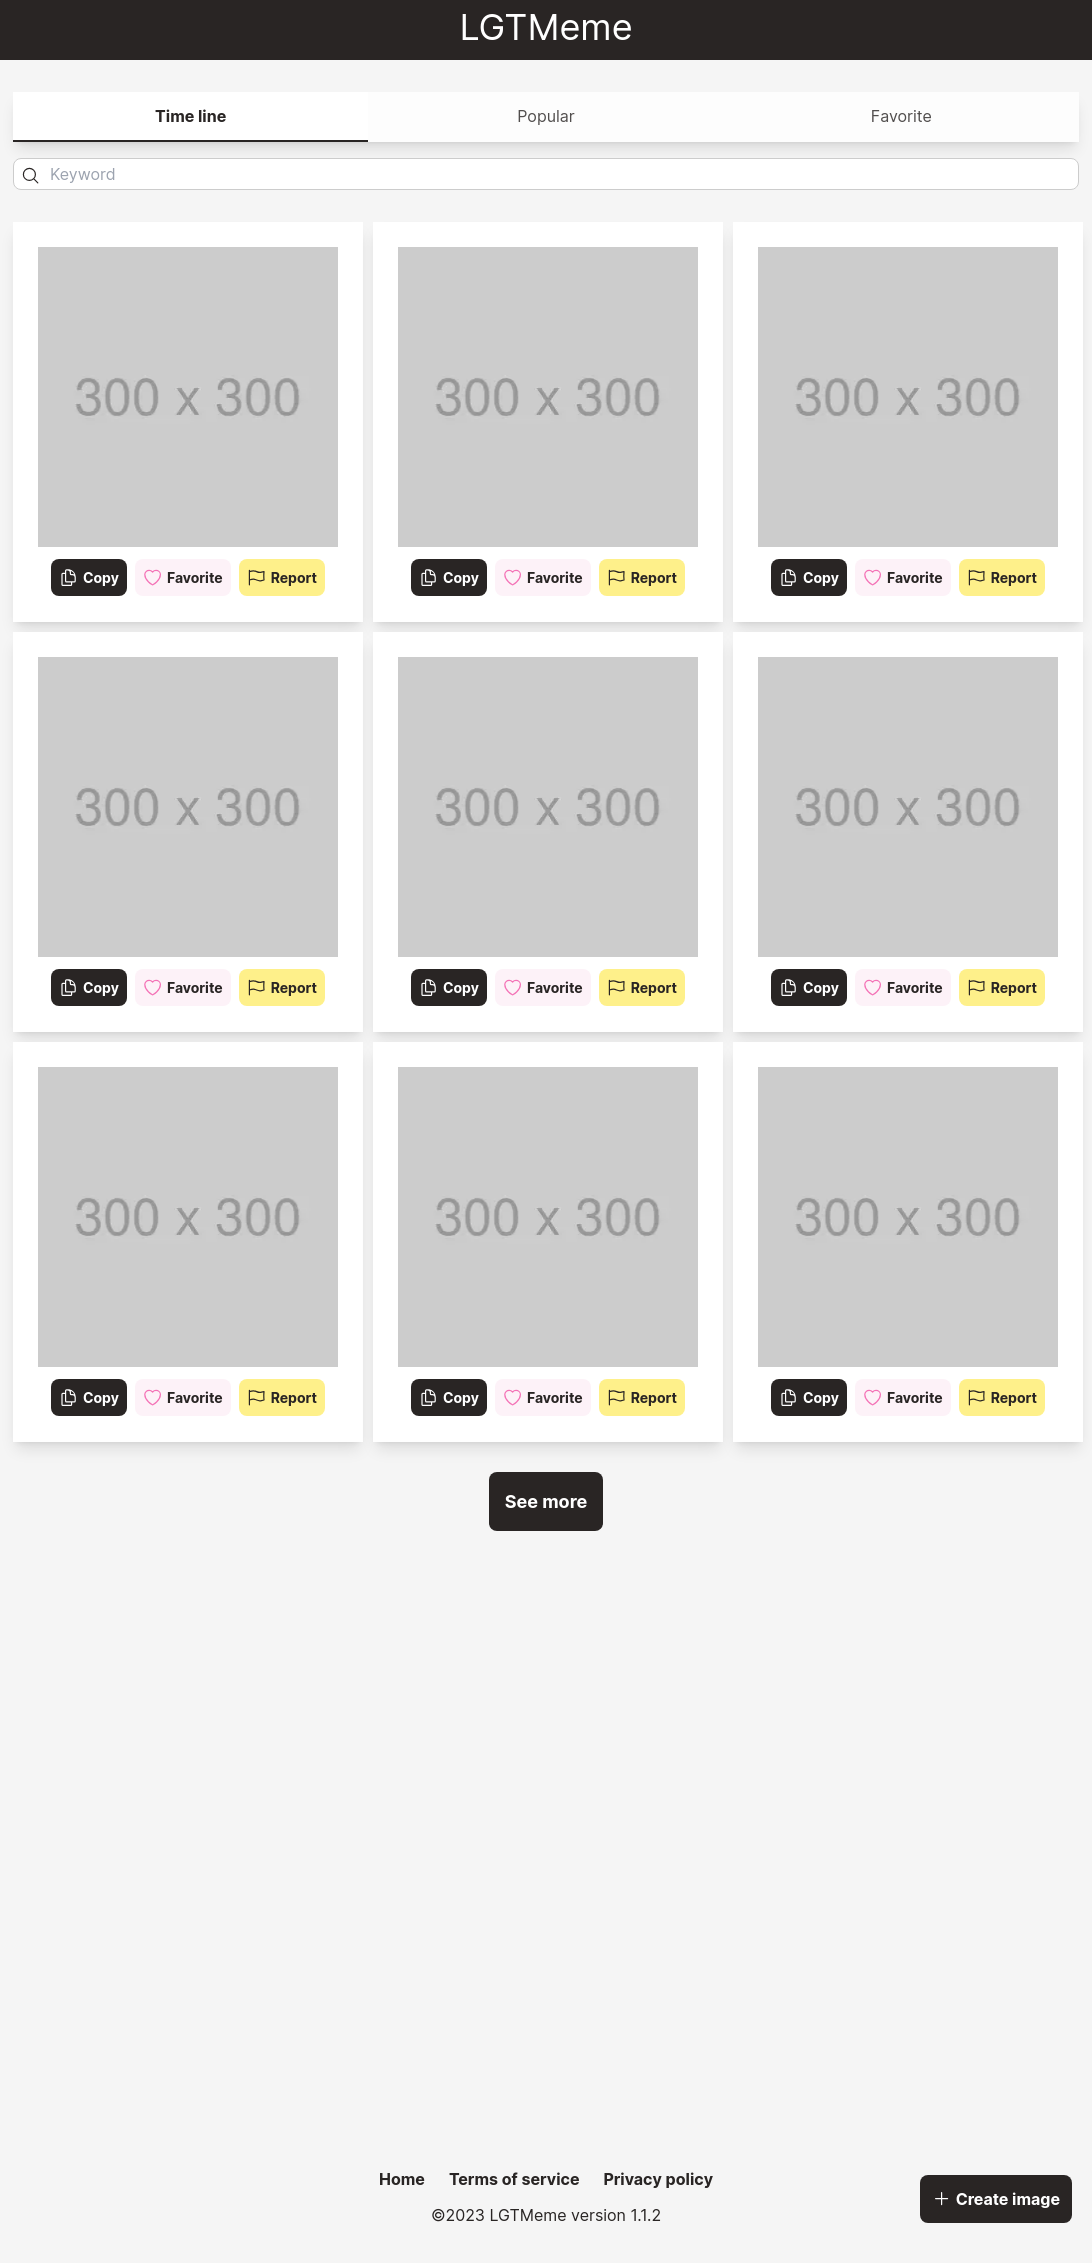 LGTMeme
Time line Popular Favorite
Keyword
300 x 300 300 x 300 300 x 300
Copy Favorite Report Copy Favorite Report Copy Favorite Report
300 x 300 300 x 300 300 x 300
Copy Favorite Report Copy Favorite Report Copy Favorite Report
300 x 300 300 x 300 300 x 300
Copy Favorite Report Copy Favorite Report Copy Favorite Report
See more
Home Terms of service Privacy policy
Create image
©2023 LGTMeme version 1.1.2